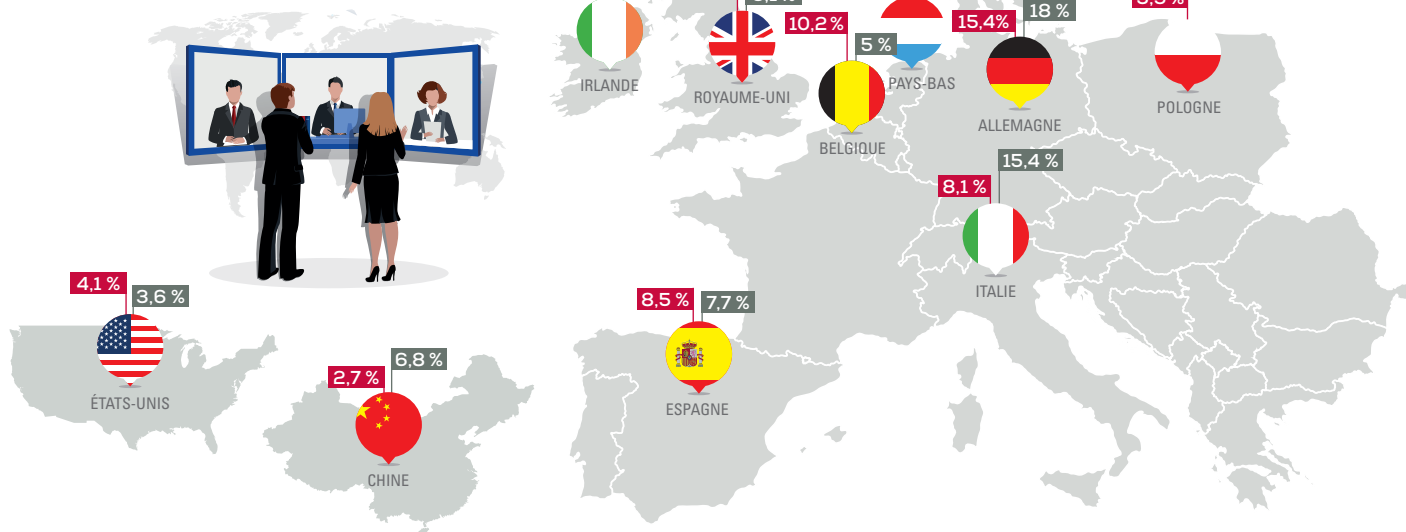 18 %
10,2 %
15,4%
5 %
IRLANDE
ROYAUME-UNI
PAYS-BAS
POLOGNE
ALLEMAGNE
BELGIQUE
15,4 %
8,1 %
ITALIE
4,1 %
3,6 %
8,5 %
7,7 %
ÉTATS-UNIS
6,8 %
2,7 %
ESPAGNE
CHINE